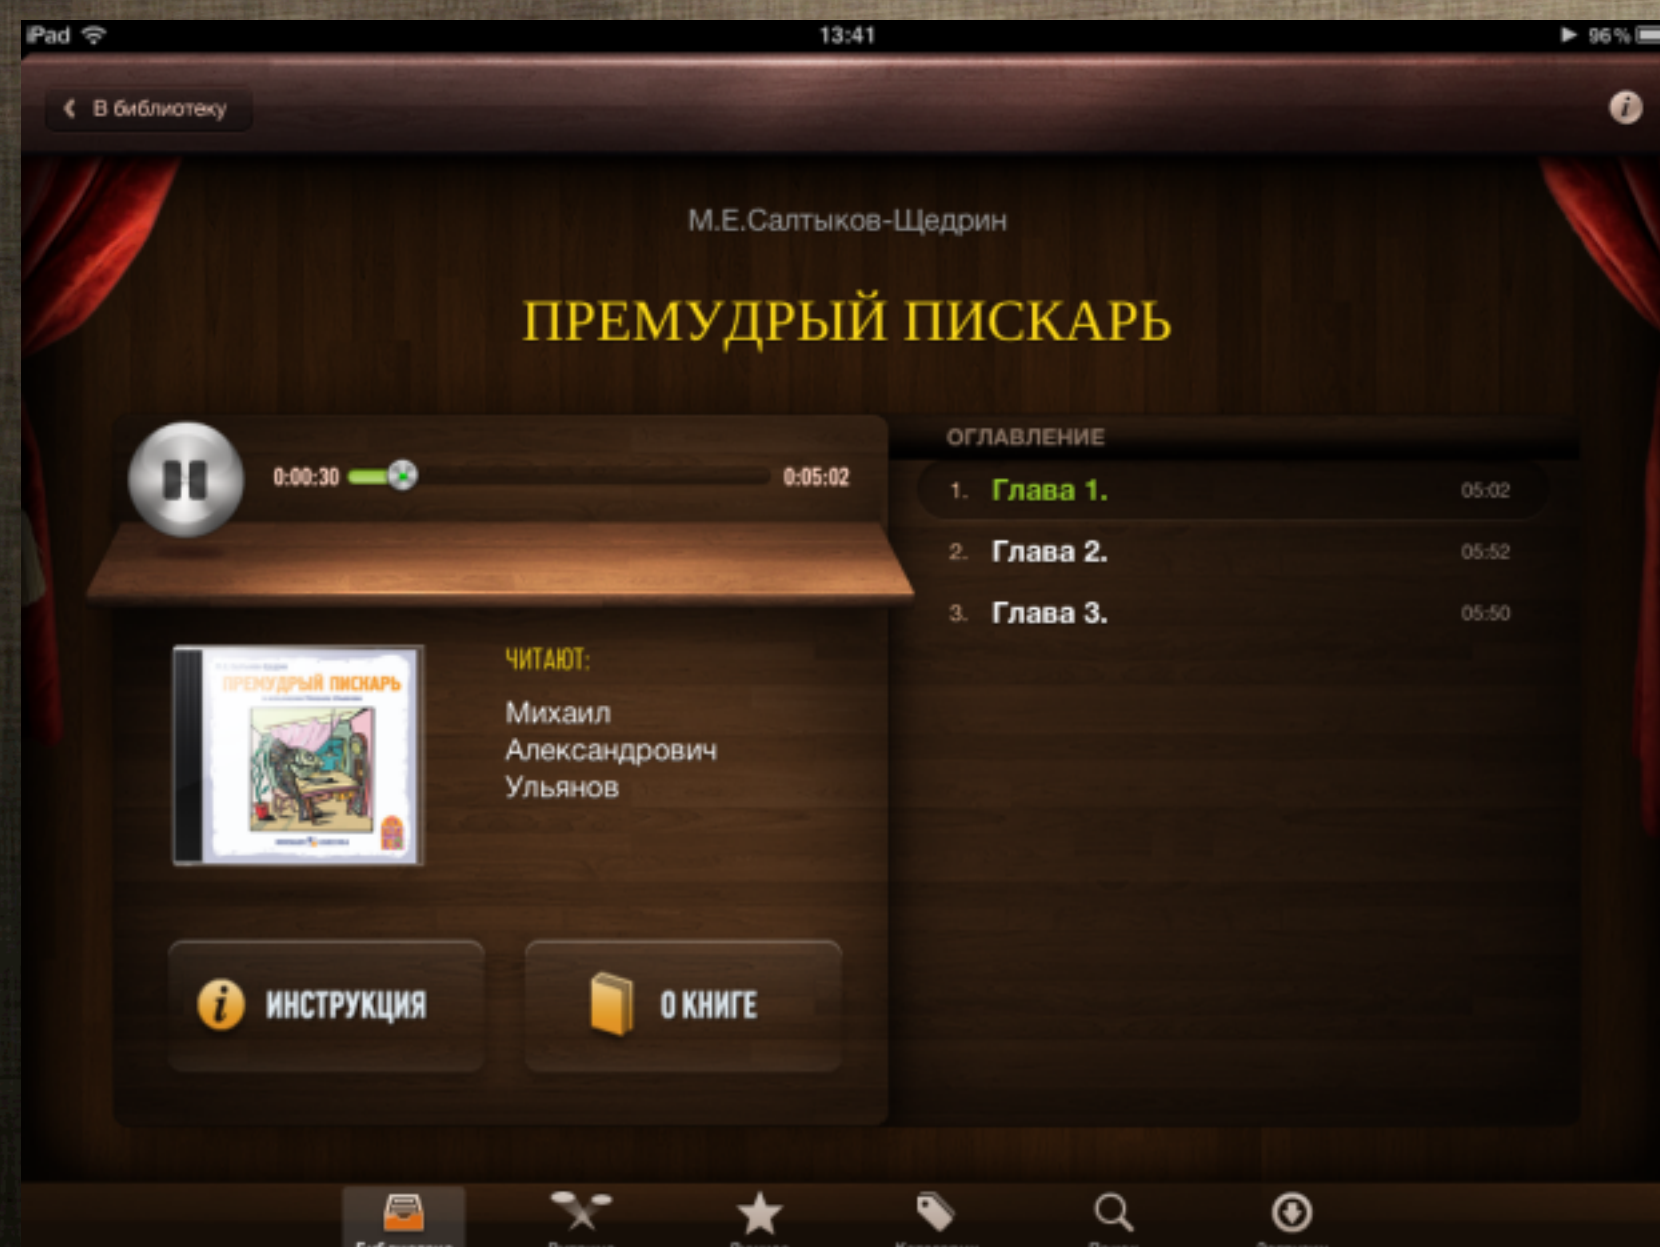 iPad
13:41
96%
В библиотеку
М.Е.Салтыков-Щедрин
ПРЕМУДРЫЙ ПИСКАРЬ
0:00:30
0:05:02
ОГЛАВЛЕНИЕ
1. Глава 1. 05:02
2. Глава 2. 05:52
3. Глава 3. 05:50
ПРЕМУДРЫЙ ПИСКАРЬ
ЧИТАЮТ:
Михаил
Александрович
Ульянов
ИНСТРУКЦИЯ
О КНИГЕ